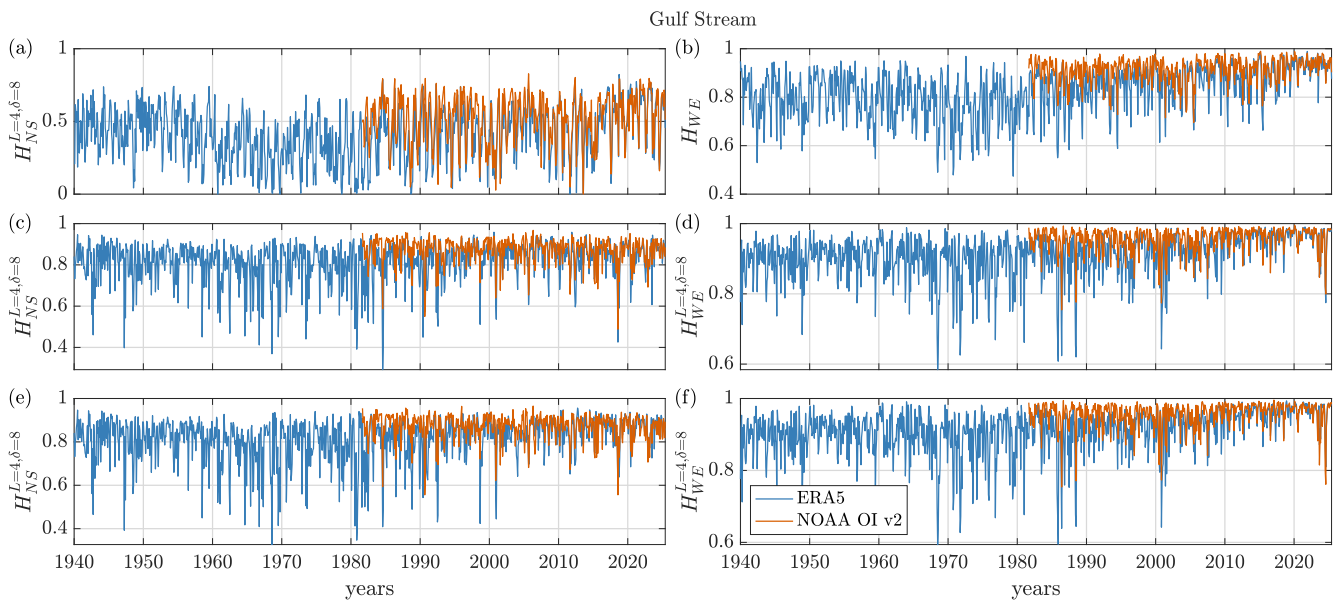 Gulf Stream
(a)
1
0.5
0
H_{NS}^{L=4,δ=8}
(b)
1
0.8
0.6
0.4
H_{WE}
(c)
1
0.8
0.6
0.4
H_{NS}^{L=4,δ=8}
(d)
1
0.8
0.6
H_{WE}^{L=4,δ=8}
(e)
1
0.8
0.6
0.4
H_{NS}^{L=4,δ=8}
1940 1950 1960 1970 1980 1990 2000 2010 2020
years
(f)
1
0.8
0.6
H_{WE}^{L=4,δ=8}
ERA5
NOAA OI v2
1940 1950 1960 1970 1980 1990 2000 2010 2020
years